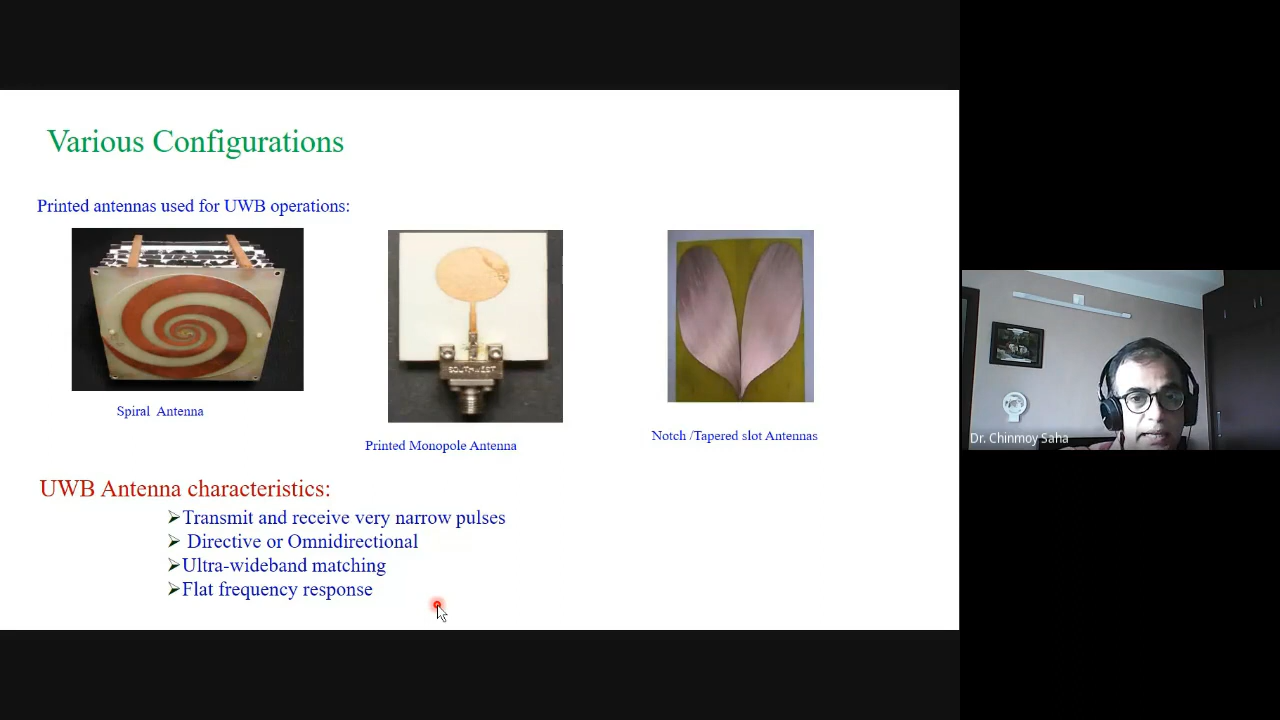 Various Configurations
Printed antennas used for UWB operations:
SOUTHWEST
Spiral Antenna
Printed Monopole Antenna
Notch /Tapered slot Antennas
UWB Antenna characteristics:
Transmit and receive very narrow pulses
Directive or Omnidirectional
Ultra-wideband matching
Flat frequency response
Dr. Chinmoy Saha